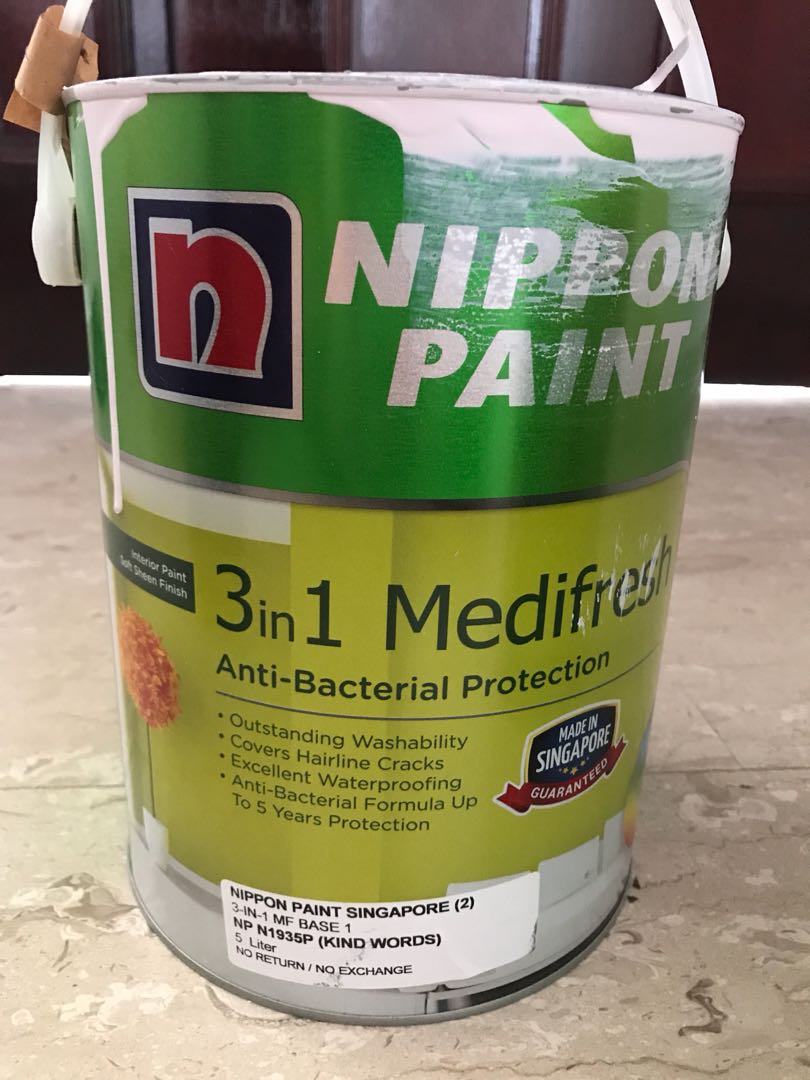 n
NIPPON
PAINT
Interior Paint
Soft Sheen Finish
3in1 Medifresh
Anti-Bacterial Protection
• Outstanding Washability
• Covers Hairline Cracks
• Excellent Waterproofing
• Anti-Bacterial Formula Up
To 5 Years Protection
MADE IN
SINGAPORE
GUARANTEED
NIPPON PAINT SINGAPORE (2)
3-IN-1 MF BASE 1
NP N1935P (KIND WORDS)
5 Liter
NO RETURN / NO EXCHANGE